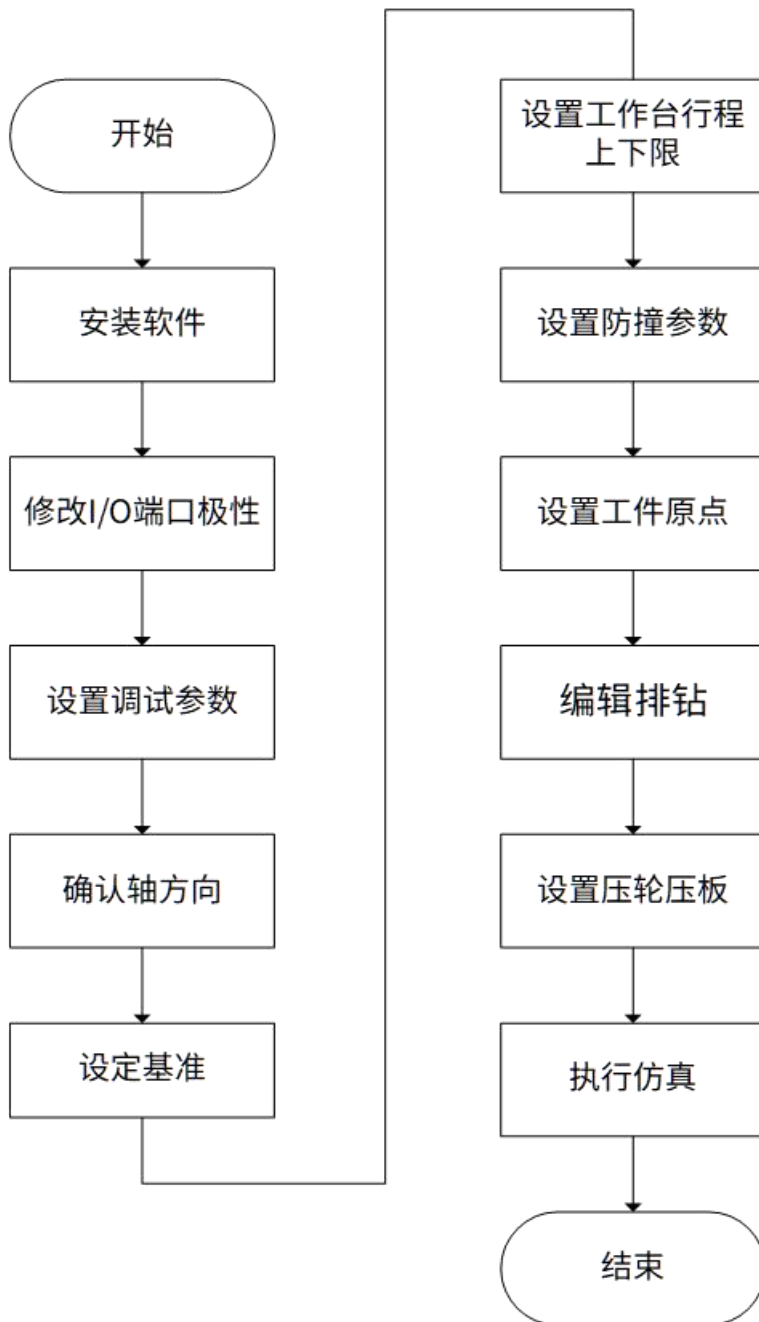 开始
安装软件
修改I/O端口极性
设置调试参数
确认轴方向
设定基准
设置工作台行程
上下限
设置防撞参数
设置工件原点
编辑排钻
设置压轮压板
执行仿真
结束